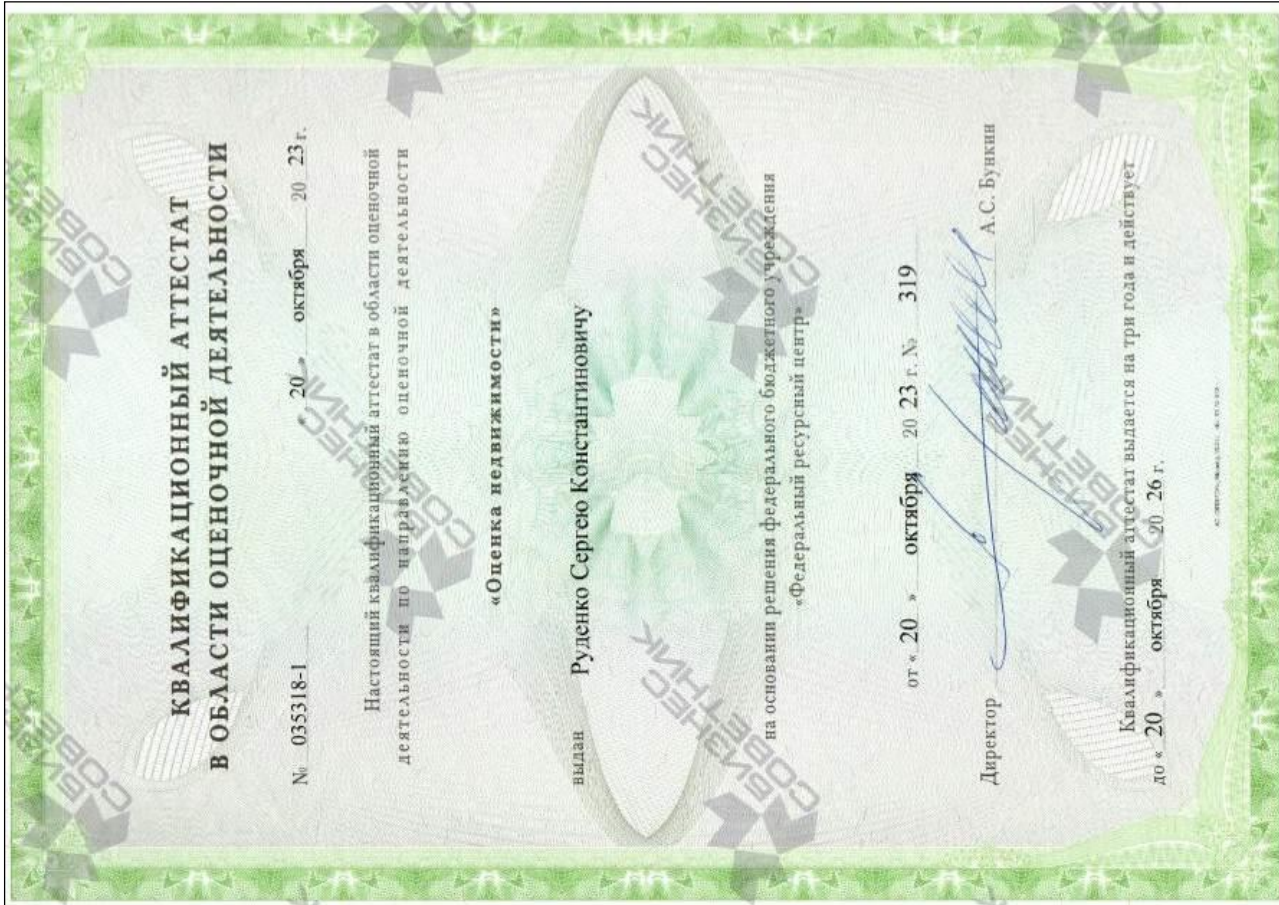 КВАЛИФИКАЦИОННЫЙ АТТЕСТАТ
В ОБЛАСТИ ОЦЕНОЧНОЙ ДЕЯТЕЛЬНОСТИ
№ 035318-1 « 20 » октября 20 23 г.
Настоящий квалификационный аттестат в области оценочной
деятельности по направлению оценочной деятельности
«Оценка недвижимости»
выдан Руденко Сергею Константиновичу
на основании решения федерального бюджетного учреждения
«Федеральный ресурсный центр»
от « 20 » октября 20 23 г. № 319
Директор А.С. Бункин
Квалификационный аттестат выдается на три года и действует
до « 20 » октября 20 26 г.
БИЗНЕС
СОВЕТНИК